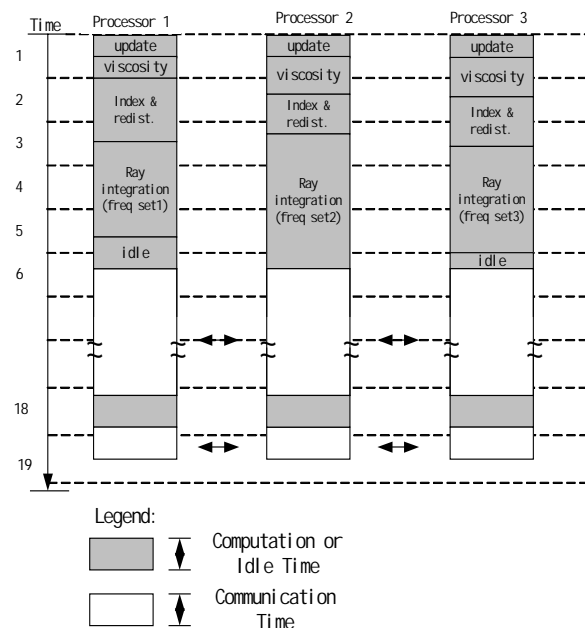 Time
Processor 1
Processor 2
Processor 3
1
2
3
4
5
6
18
19
update
viscosity
Index &
redist.
Ray
integration
(freq set1)
idle
update
viscosity
Index &
redist.
Ray
integration
(freq set2)
update
viscosity
Index &
redist.
Ray
integration
(freq set3)
idle
Legend:
Computation or
Idle Time
Communication
Time